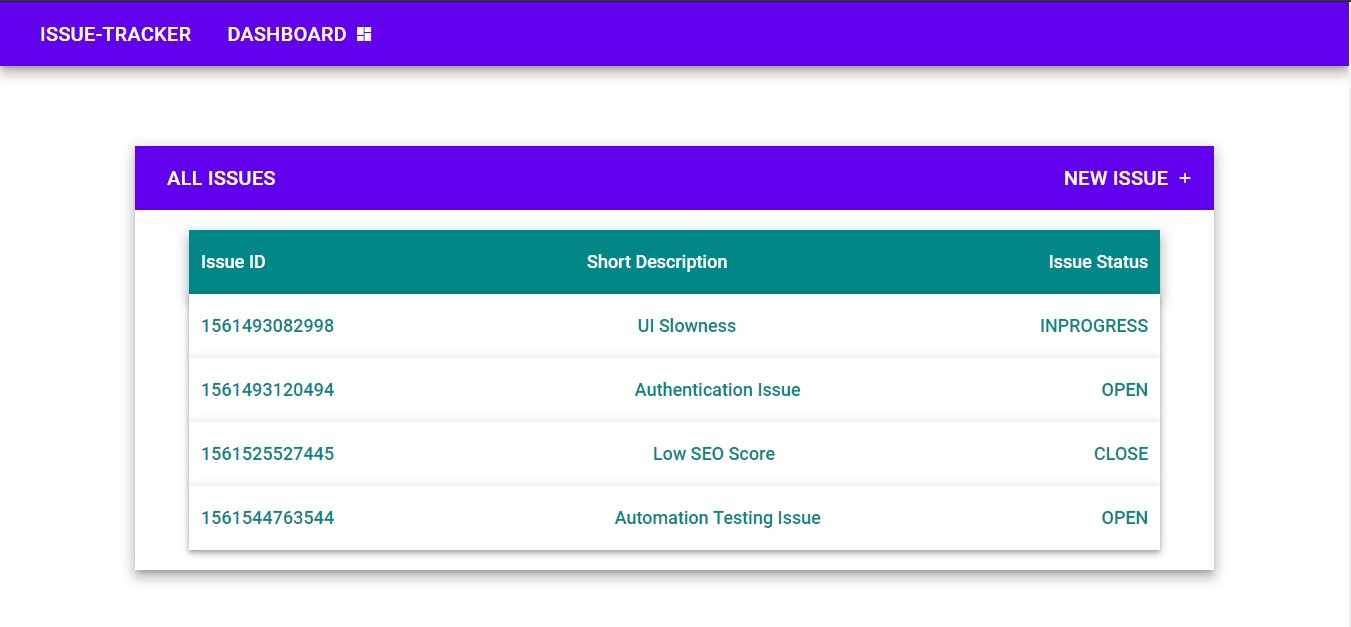 ISSUE-TRACKER DASHBOARD
ALL ISSUES NEW ISSUE +
Issue ID Short Description Issue Status
1561493082998 UI Slowness INPROGRESS
1561493120494 Authentication Issue OPEN
1561525527445 Low SEO Score CLOSE
1561544763544 Automation Testing Issue OPEN